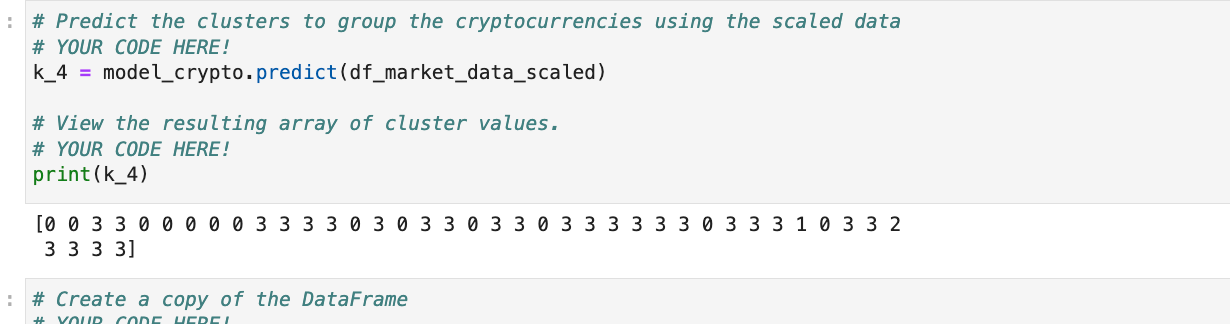 # Predict the clusters to group the cryptocurrencies using the scaled data
# YOUR CODE HERE!
k_4 = model_crypto.predict(df_market_data_scaled)
# View the resulting array of cluster values.
# YOUR CODE HERE!
print(k_4)
[0 0 3 3 0 0 0 0 0 3 3 3 3 0 3 0 3 3 0 3 3 0 3 3 3 3 3 3 0 3 3 3 1 0 3 3 2
3 3 3 3]
# Create a copy of the DataFrame
# YOUR CODE HERE!